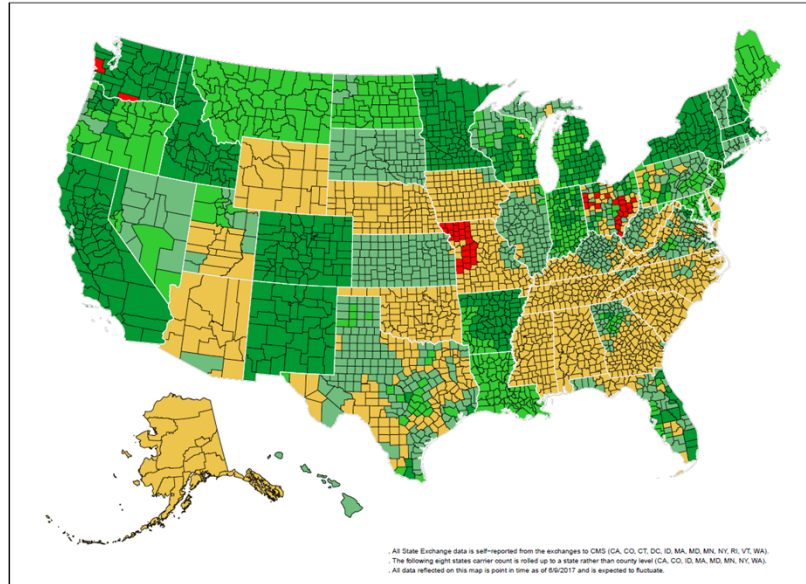 . All State Exchange data is self-reported from the exchanges to CMS (CA, CO, CT, DC, ID, MA, MD, MN, NY, RI, VT, WA).
. The following eight states carrier count is rolled up to a state rather than county level (CA, CO, ID, MA, MD, MN, NY, WA).
. All data reflected on this map is point in time as of 6/9/2017 and is expected to fluctuate.